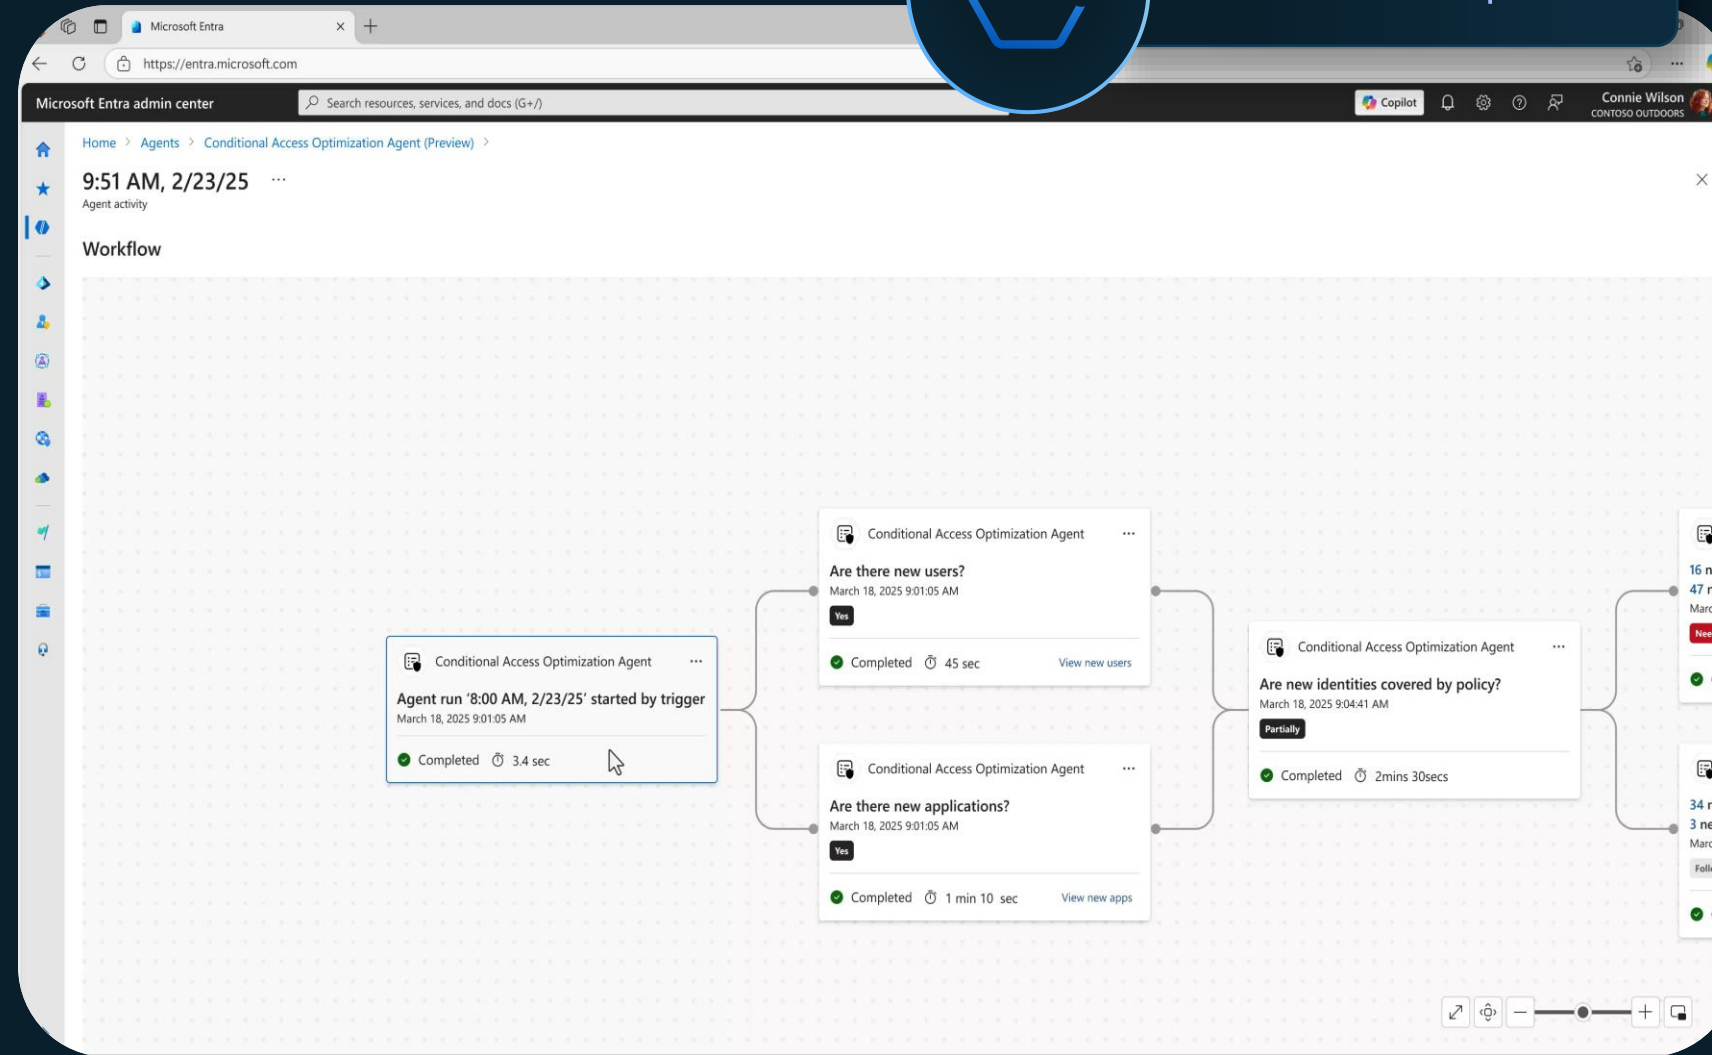 Microsoft Entra
https://entra.microsoft.com
Microsoft Entra admin center
Search resources, services, and docs (G+/)
Copilot
Connie Wilson
CONTOSO OUTDOORS
Home > Agents > Conditional Access Optimization Agent (Preview) >
9:51 AM, 2/23/25
Agent activity
Workflow
Conditional Access Optimization Agent
Agent run ‘8:00 AM, 2/23/25’ started by trigger
March 18, 2025 9:01:05 AM
Completed 3.4 sec
Conditional Access Optimization Agent
Are there new users?
March 18, 2025 9:01:05 AM
Yes
Completed 45 sec View new users
Conditional Access Optimization Agent
Are there new applications?
March 18, 2025 9:01:05 AM
Yes
Completed 1 min 10 sec View new apps
Conditional Access Optimization Agent
Are new identities covered by policy?
March 18, 2025 9:04:41 AM
Partially
Completed 2mins 30secs
16
47
34
3